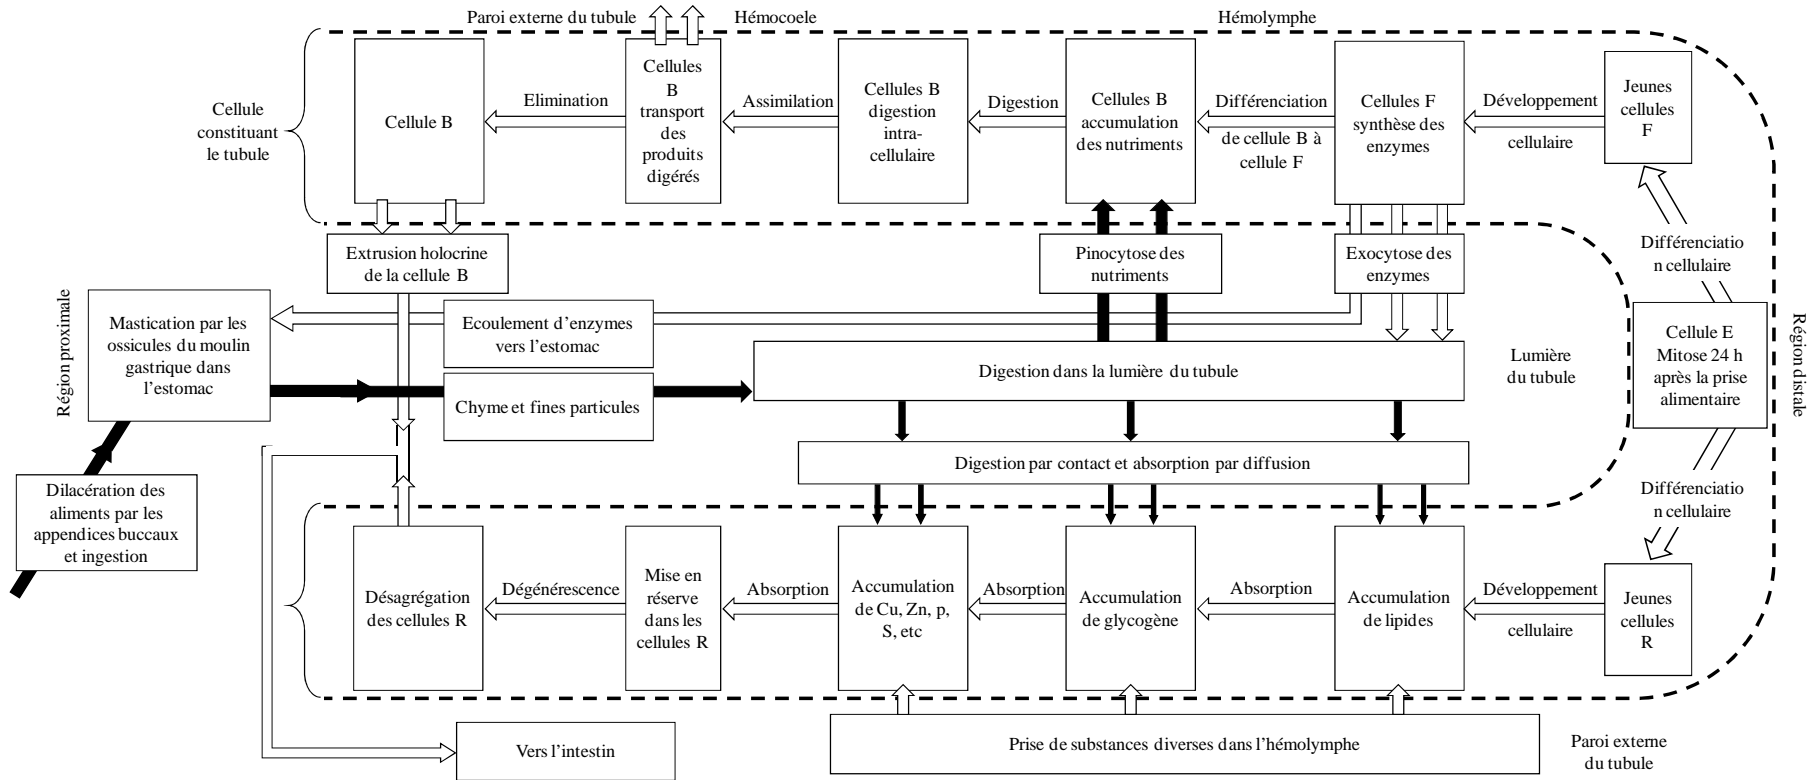 Paroi externe du tubule
Hémocoele
Hémolymphe
Cellule
constituant
le tubule
Cellule B
Elimination
Cellules
B
transport
des
produits
digérés
Assimilation
Cellules B
digestion
intra-
cellulaire
Digestion
Cellules B
accumulation
des nutriments
Différenciation
de cellule B à
cellule F
Cellules F
synthèse des
enzymes
Développement
cellulaire
Jeunes
cellules
F
Extrusion holocrine
de la cellule B
Pinocytose des
nutriments
Exocytose des
enzymes
Différenciatio
n cellulaire
Région proximale
Mastication par les
ossicules du moulin
gastrique dans
l’estomac
Ecoulement d’enzymes
vers l’estomac
Chyme et fines particules
Digestion dans la lumière du tubule
Lumière
du tubule
Cellule E
Mitose 24 h
après la prise
alimentaire
Région distale
Digestion par contact et absorption par diffusion
Dilacération des
aliments par les
appendices buccaux
et ingestion
Différenciatio
n cellulaire
Désagrégation
des cellules R
Dégénérescence
Mise en
réserve
dans les
cellules R
Absorption
Accumulation
de Cu, Zn, p,
S, etc
Absorption
Accumulation
de glycogène
Absorption
Accumulation
de lipides
Développement
cellulaire
Jeunes
cellules
R
Vers l’intestin
Prise de substances diverses dans l’hémolymphe
Paroi externe
du tubule